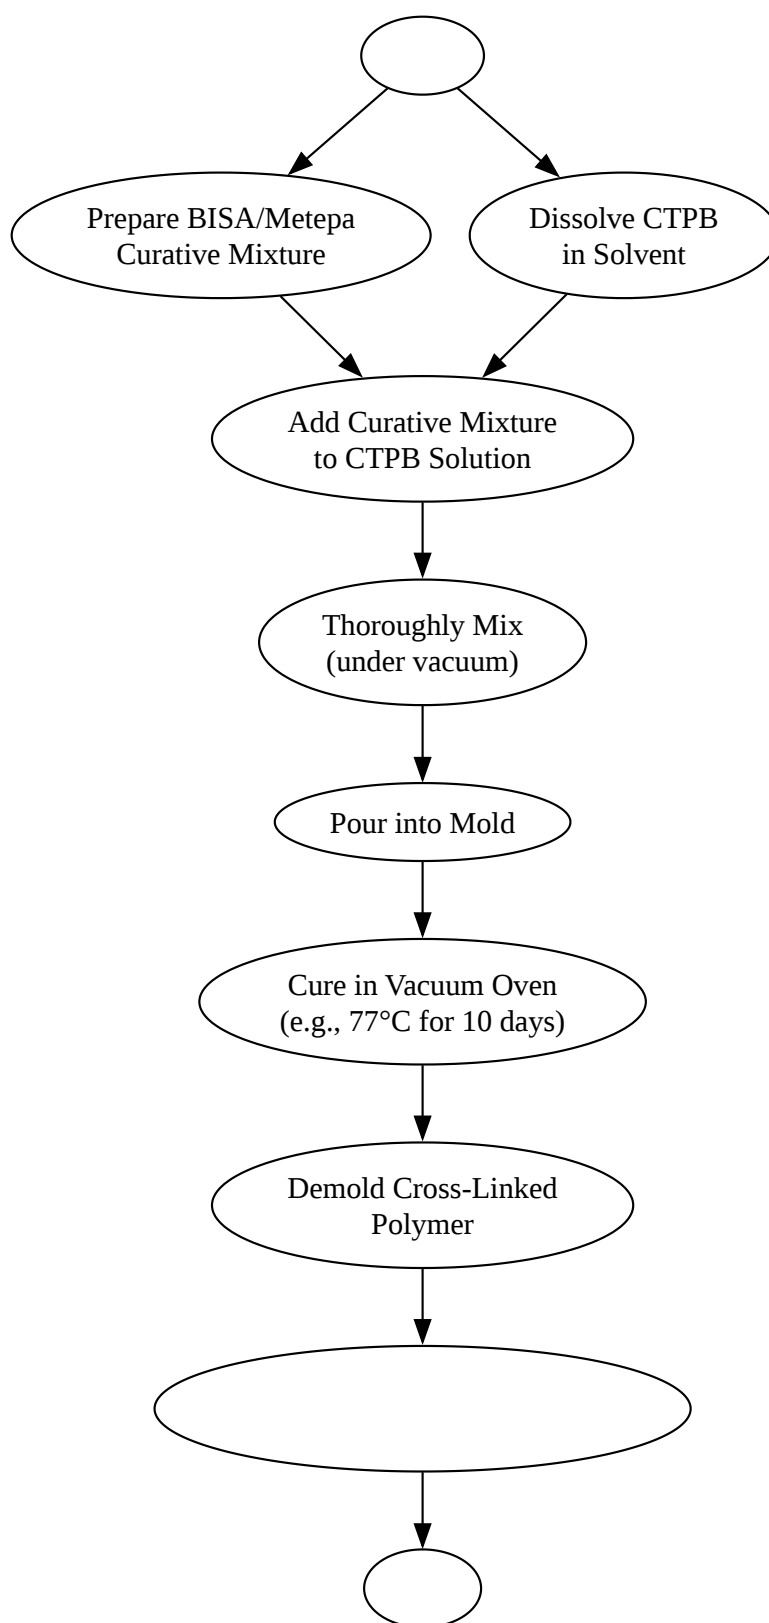 Prepare BISA/Metepa
Curative Mixture
Dissolve CTPB
in Solvent
Add Curative Mixture
to CTPB Solution
Thoroughly Mix
(under vacuum)
Pour into Mold
Cure in Vacuum Oven
(e.g., 77°C for 10 days)
Demold Cross-Linked
Polymer